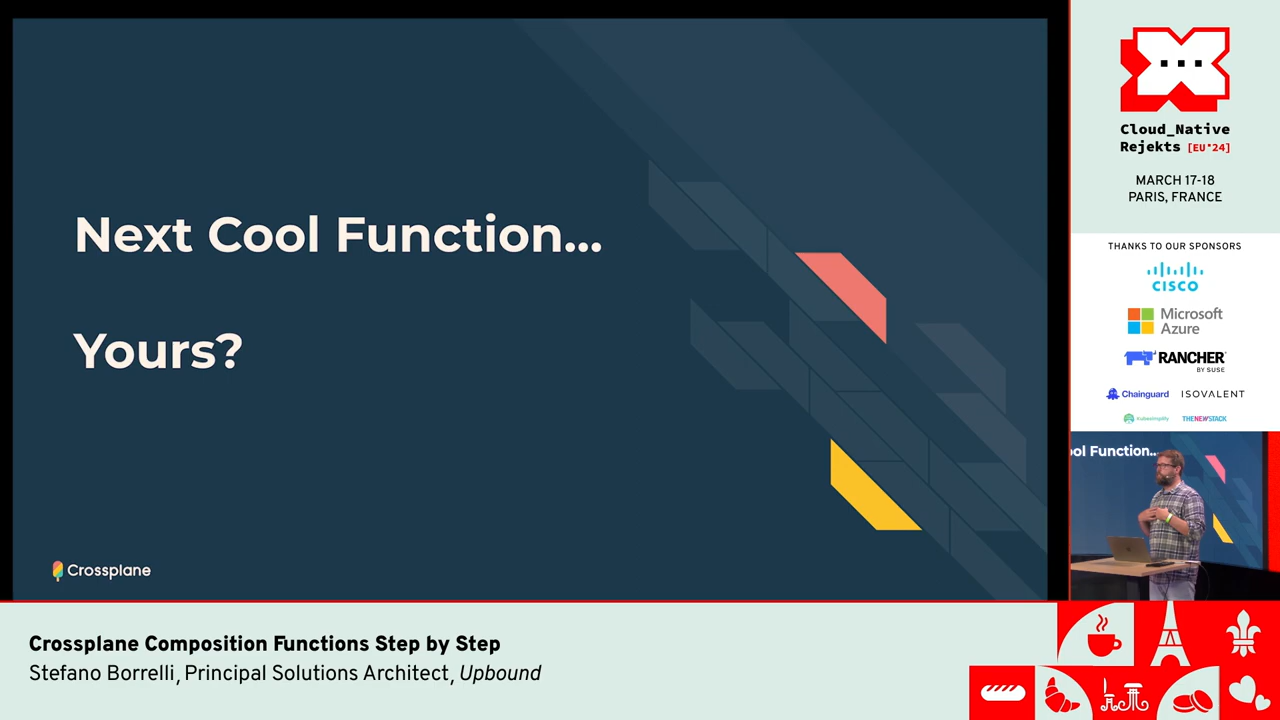 Next Cool Function...
Yours?
Crossplane
Cloud_Native
Rejekts [EU*24]
MARCH 17-18
PARIS, FRANCE
THANKS TO OUR SPONSORS
CISCO
Microsoft
Azure
RANCHER
BY SUSE
Chainguard ISOVALENT
kubesimplify THENEWSTACK
ool Function...
Crossplane Composition Functions Step by Step
Stefano Borrelli, Principal Solutions Architect, Upbound